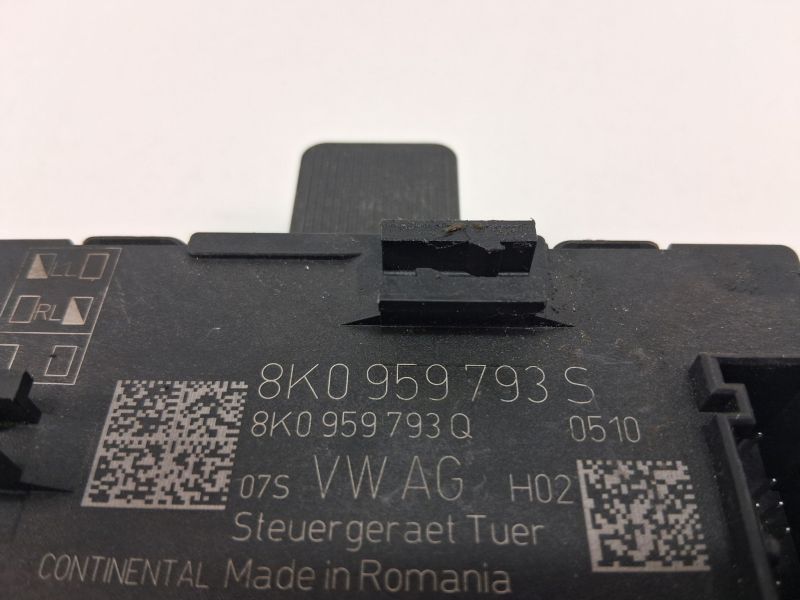 LL
RL
8K0 959 793 S
8K0 959 793 Q 0510
07S VW AG H02
Steuergeraet Tuer
CONTINENTAL Made in Romania